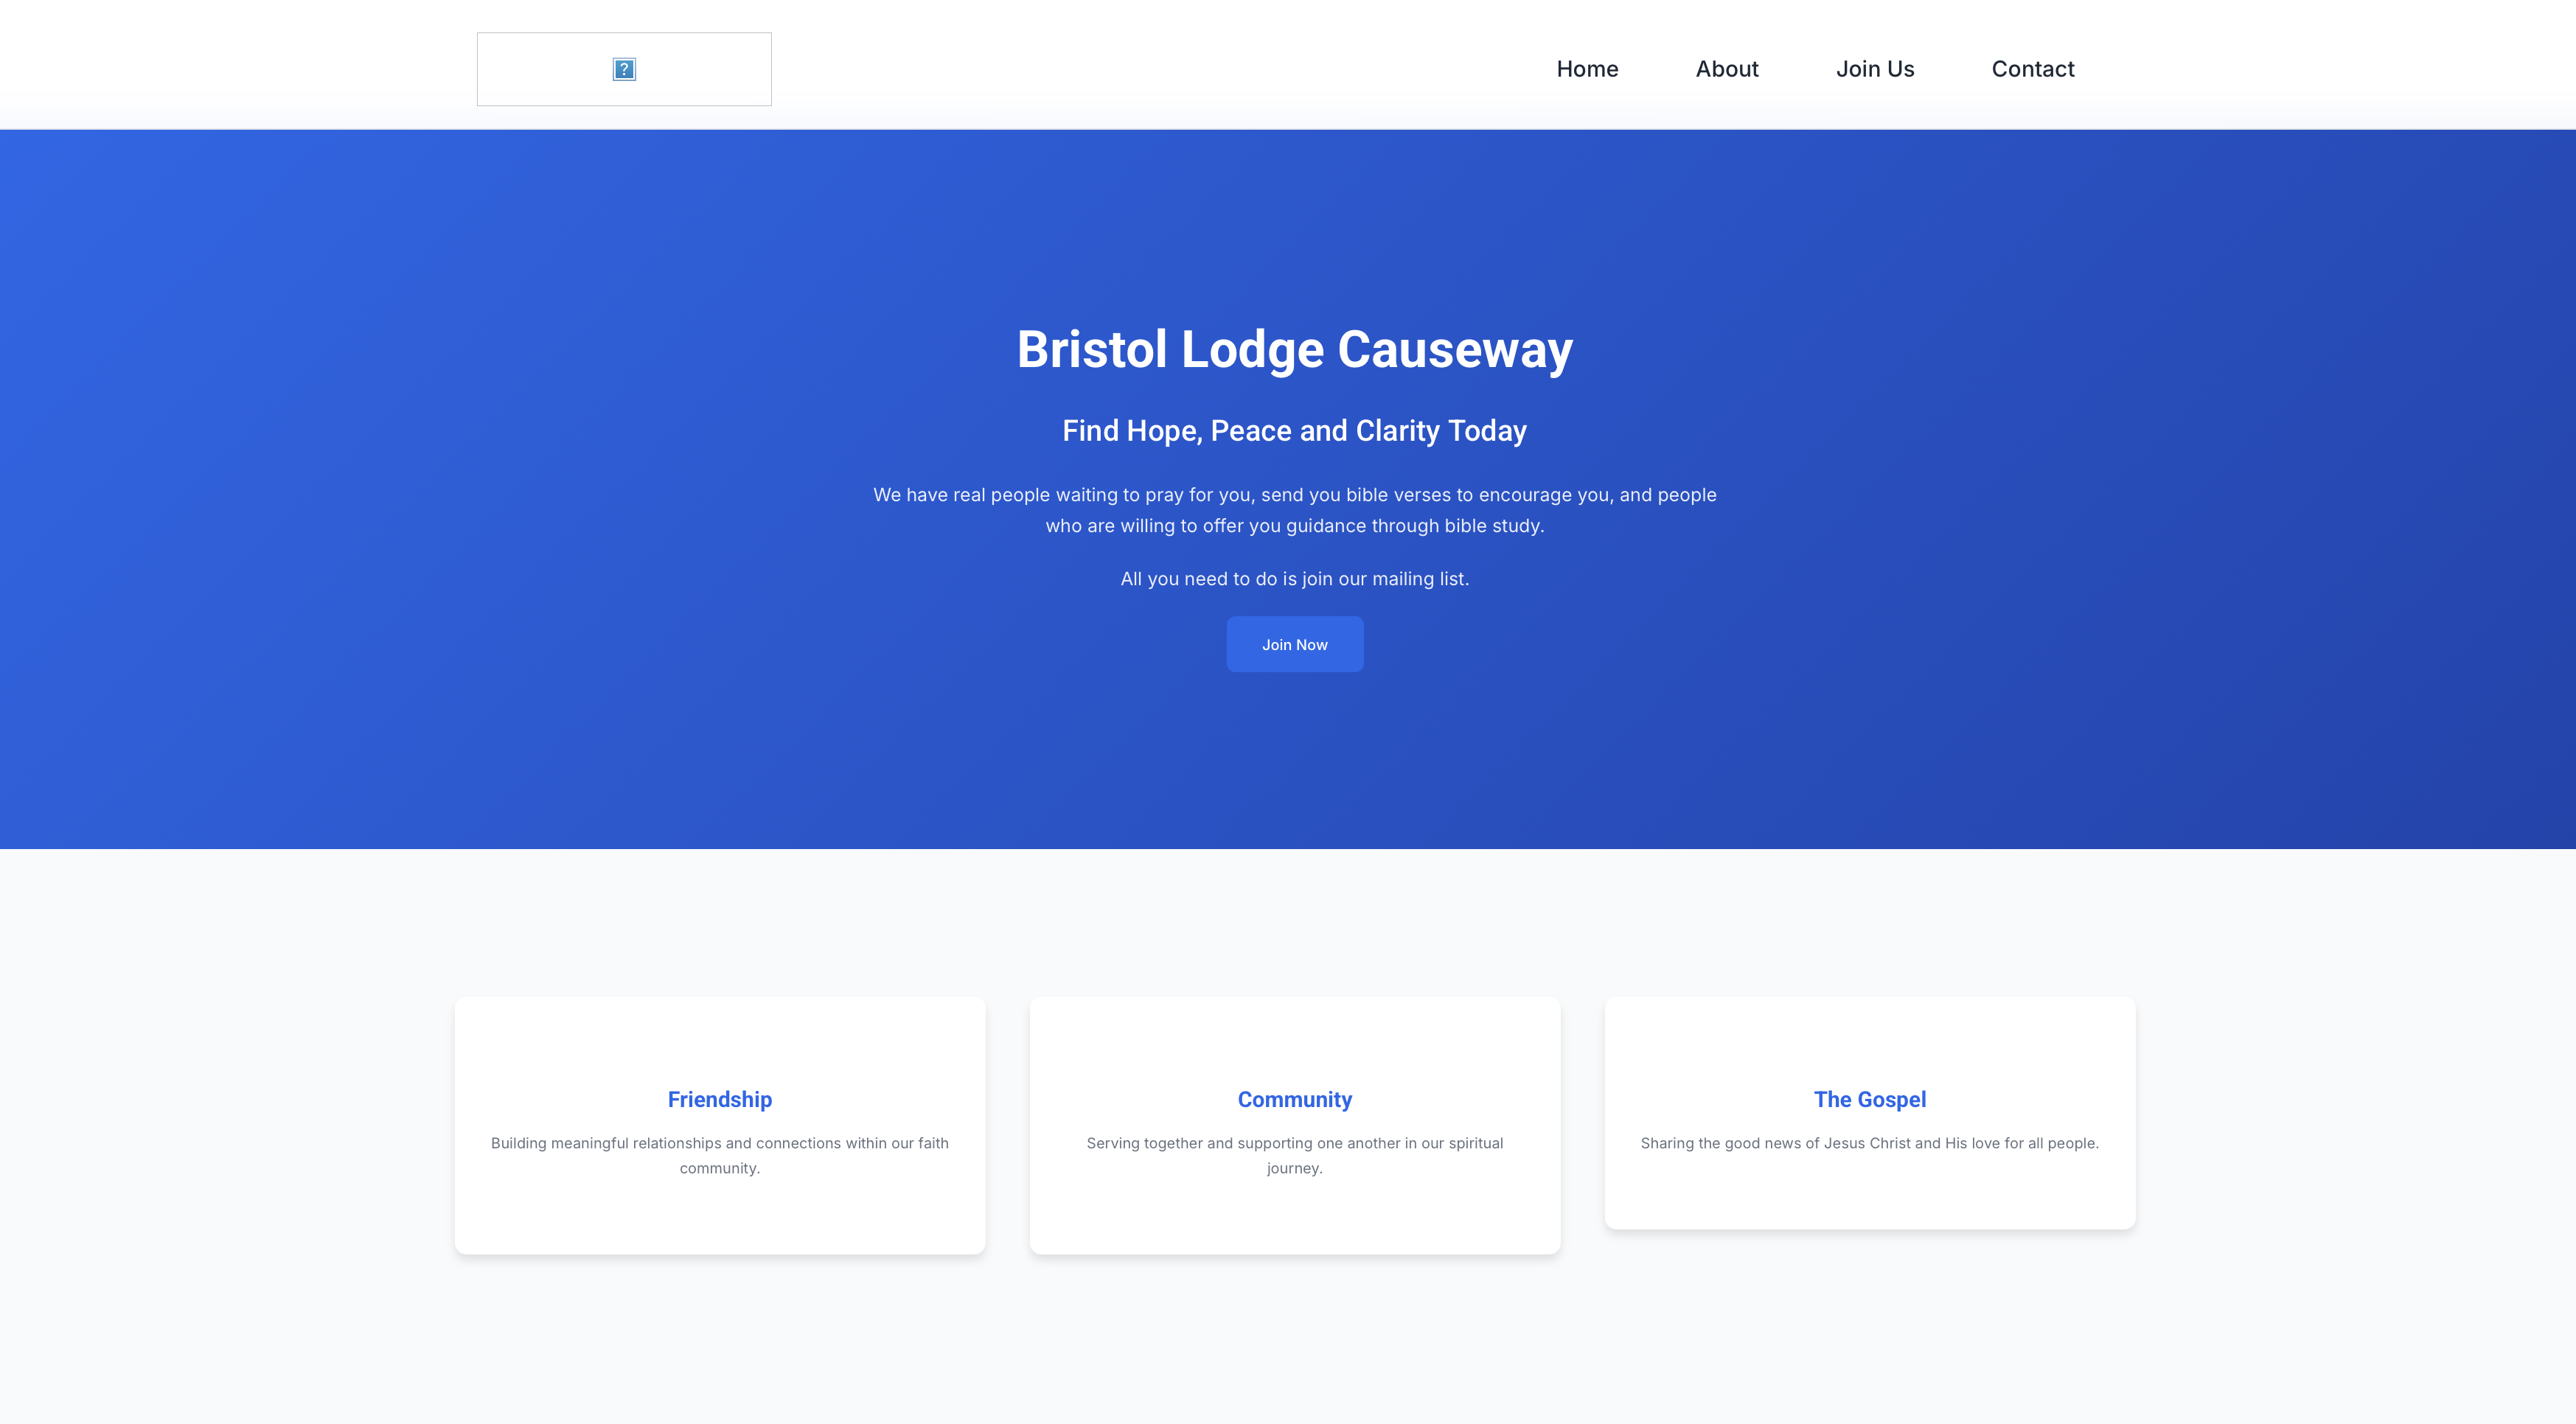 Home About Join Us Contact
Bristol Lodge Causeway
Find Hope, Peace and Clarity Today
We have real people waiting to pray for you, send you bible verses to encourage you, and people
who are willing to offer you guidance through bible study.
All you need to do is join our mailing list.
Join Now
Friendship
Building meaningful relationships and connections within our faith
community.
Community
Serving together and supporting one another in our spiritual
journey.
The Gospel
Sharing the good news of Jesus Christ and His love for all people.